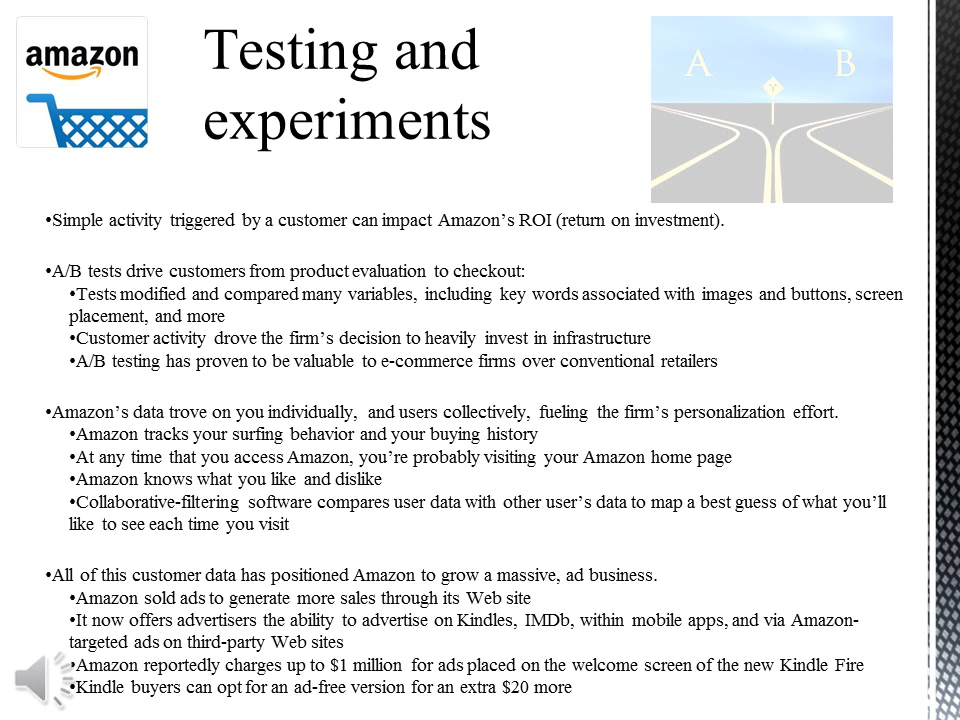 amazon
Testing and
experiments
A B
Y
•Simple activity triggered by a customer can impact Amazon's ROI (return on investment).
•A/B tests drive customers from product evaluation to checkout:
•Tests modified and compared many variables, including key words associated with images and buttons, screen
placement, and more
•Customer activity drove the firm's decision to heavily invest in infrastructure
•A/B testing has proven to be valuable to e-commerce firms over conventional retailers
•Amazon's data trove on you individually, and users collectively, fueling the firm's personalization effort.
•Amazon tracks your surfing behavior and your buying history
•At any time that you access Amazon, you're probably visiting your Amazon home page
•Amazon knows what you like and dislike
•Collaborative-filtering software compares user data with other user's data to map a best guess of what you'll
like to see each time you visit
•All of this customer data has positioned Amazon to grow a massive, ad business.
•Amazon sold ads to generate more sales through its Web site
•It now offers advertisers the ability to advertise on Kindles, IMDb, within mobile apps, and via Amazon-
targeted ads on third-party Web sites
•Amazon reportedly charges up to $1 million for ads placed on the welcome screen of the new Kindle Fire
•Kindle buyers can opt for an ad-free version for an extra $20 more